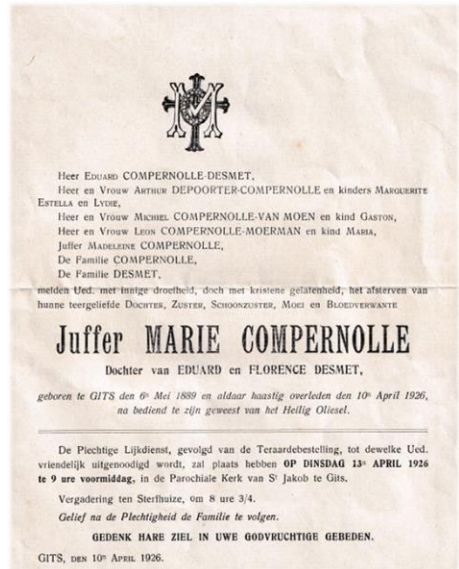 Heer Eduard COMPERNOLLE-DESMET,
Heer en Vrouw Arthur DEPOORTER-COMPERNOLLE en kinders Marguerite
Estella en Lydie,
Heer en Vrouw Michiel COMPERNOLLE-VAN MOEN en kind Gaston,
Heer en Vrouw Leon COMPERNOLLE-MOERMAN en kind Maria,
Juffer Madeleine COMPERNOLLE,
De Familie COMPERNOLLE,
De Familie DESMET,
melden Ued. met innige droefheid, doch met kristene gelatenheid, het afsterven van
hunne teergeliefde Dochter, Zuster, Schoonzuster, Moei en Bloedverwante
Juffer MARIE COMPERNOLLE
Dochter van EDUARD en FLORENCE DESMET,
geboren te GITS den 6n Mei 1889 en aldaar haastig overleden den 10n April 1926,
na bediend te zijn geweest van het Heilig Oliesel.
De Plechtige Lijkdienst, gevolgd van de Teraardebestelling, tot dewelke Ued.
vriendelijk uitgenoodigd wordt, zal plaats hebben OP DINSDAG 13n APRIL 1926
te 9 ure voormiddag, in de Parochiale Kerk van St Jakob te Gits.
Vergadering ten Sterfhuize, om 8 ure 3/4.
Gelief na de Plechtigheid de Familie te volgen.
GEDENK HARE ZIEL IN UWE GODVRUCHTIGE GEBEDEN.
GITS, den 10n April 1926.